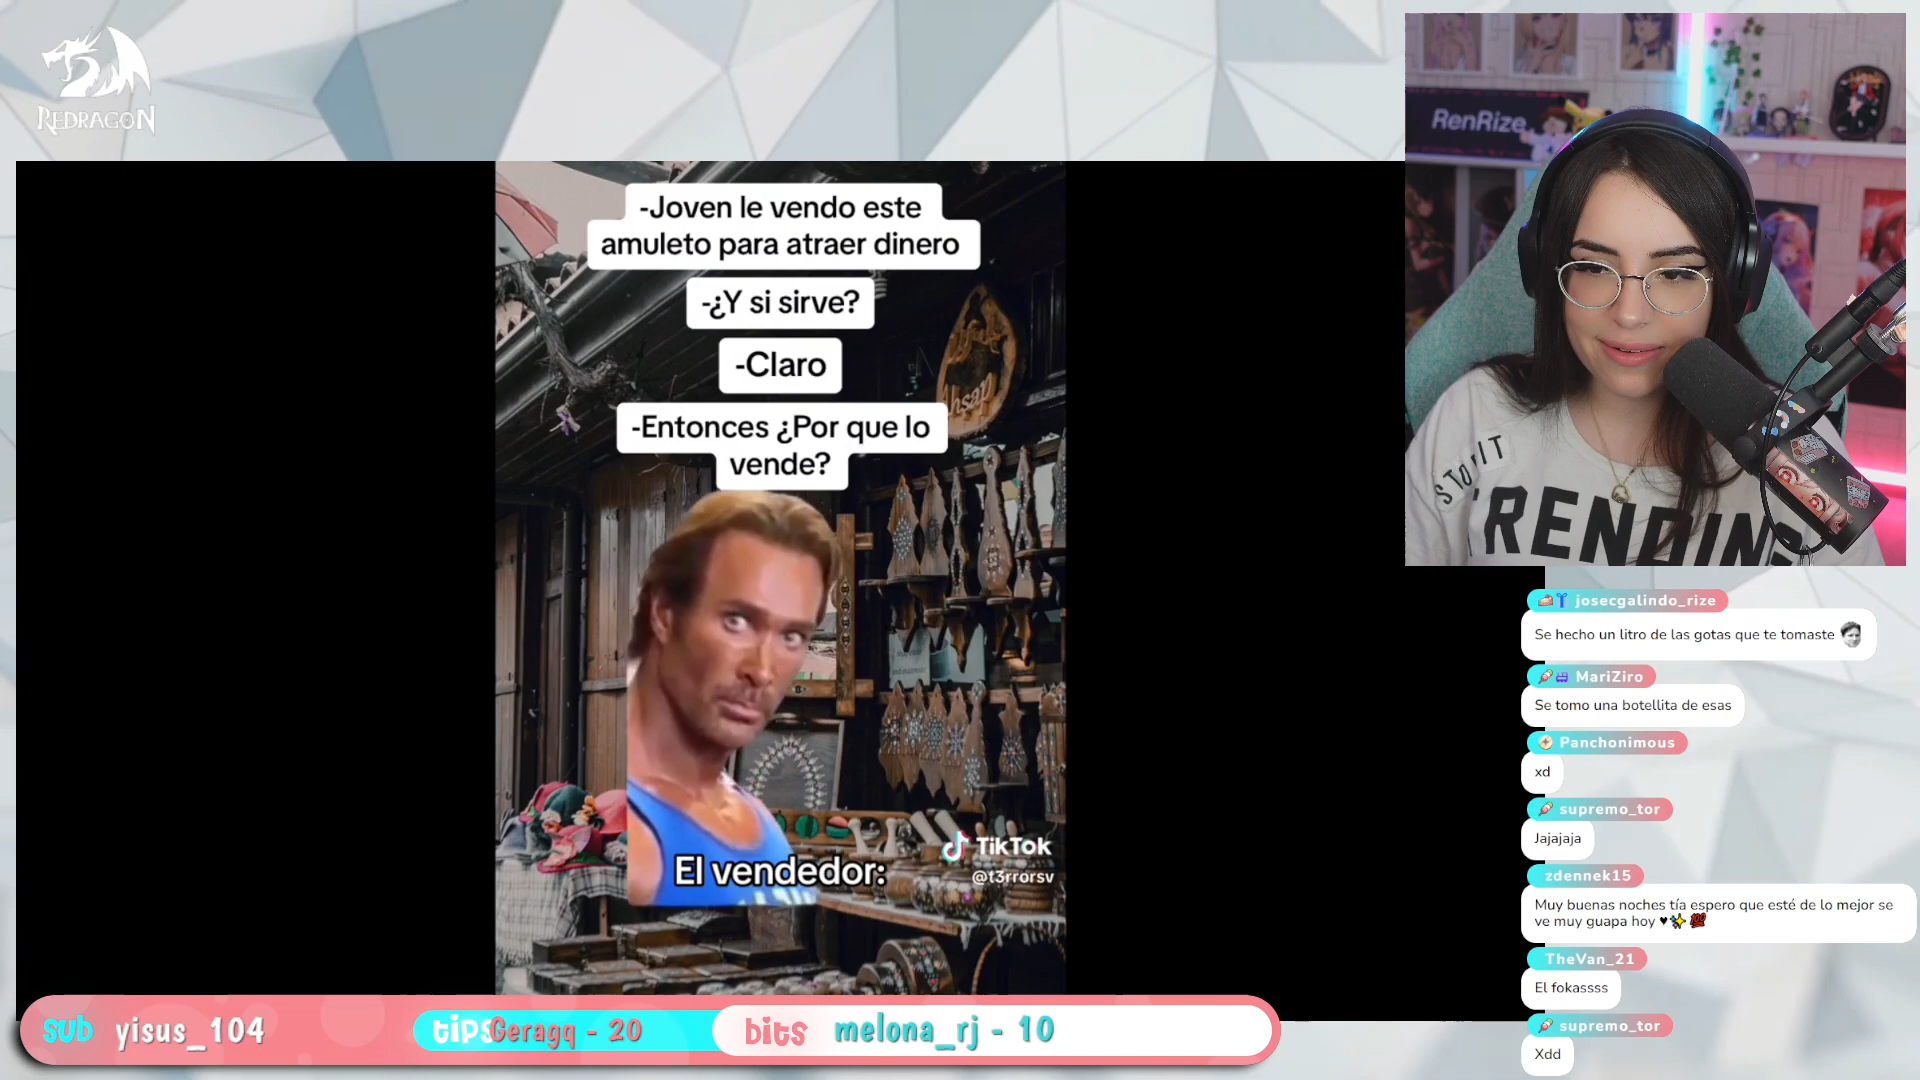 REDRAGON
-Joven le vendo este
amuleto para atraer dinero
-¿Y si sirve?
-Claro
-Entonces ¿Por que lo
vende?
El vendedor:
TikTok
@t3rrorsv
RenRize
STOP IT
TRENDING
josecgalindo_rize
Se hecho un litro de las gotas que te tomaste
MariZiro
Se tomo una botellita de esas
Panchonimous
xd
supremo_tor
Jajajaja
zdennek15
Muy buenas noches tía espero que esté de lo mejor se
ve muy guapa hoy ♥✨💯
TheVan_21
El fokassss
supremo_tor
Xdd
sub yisus_104
tips Geragq - 20
bits melona_rj - 10